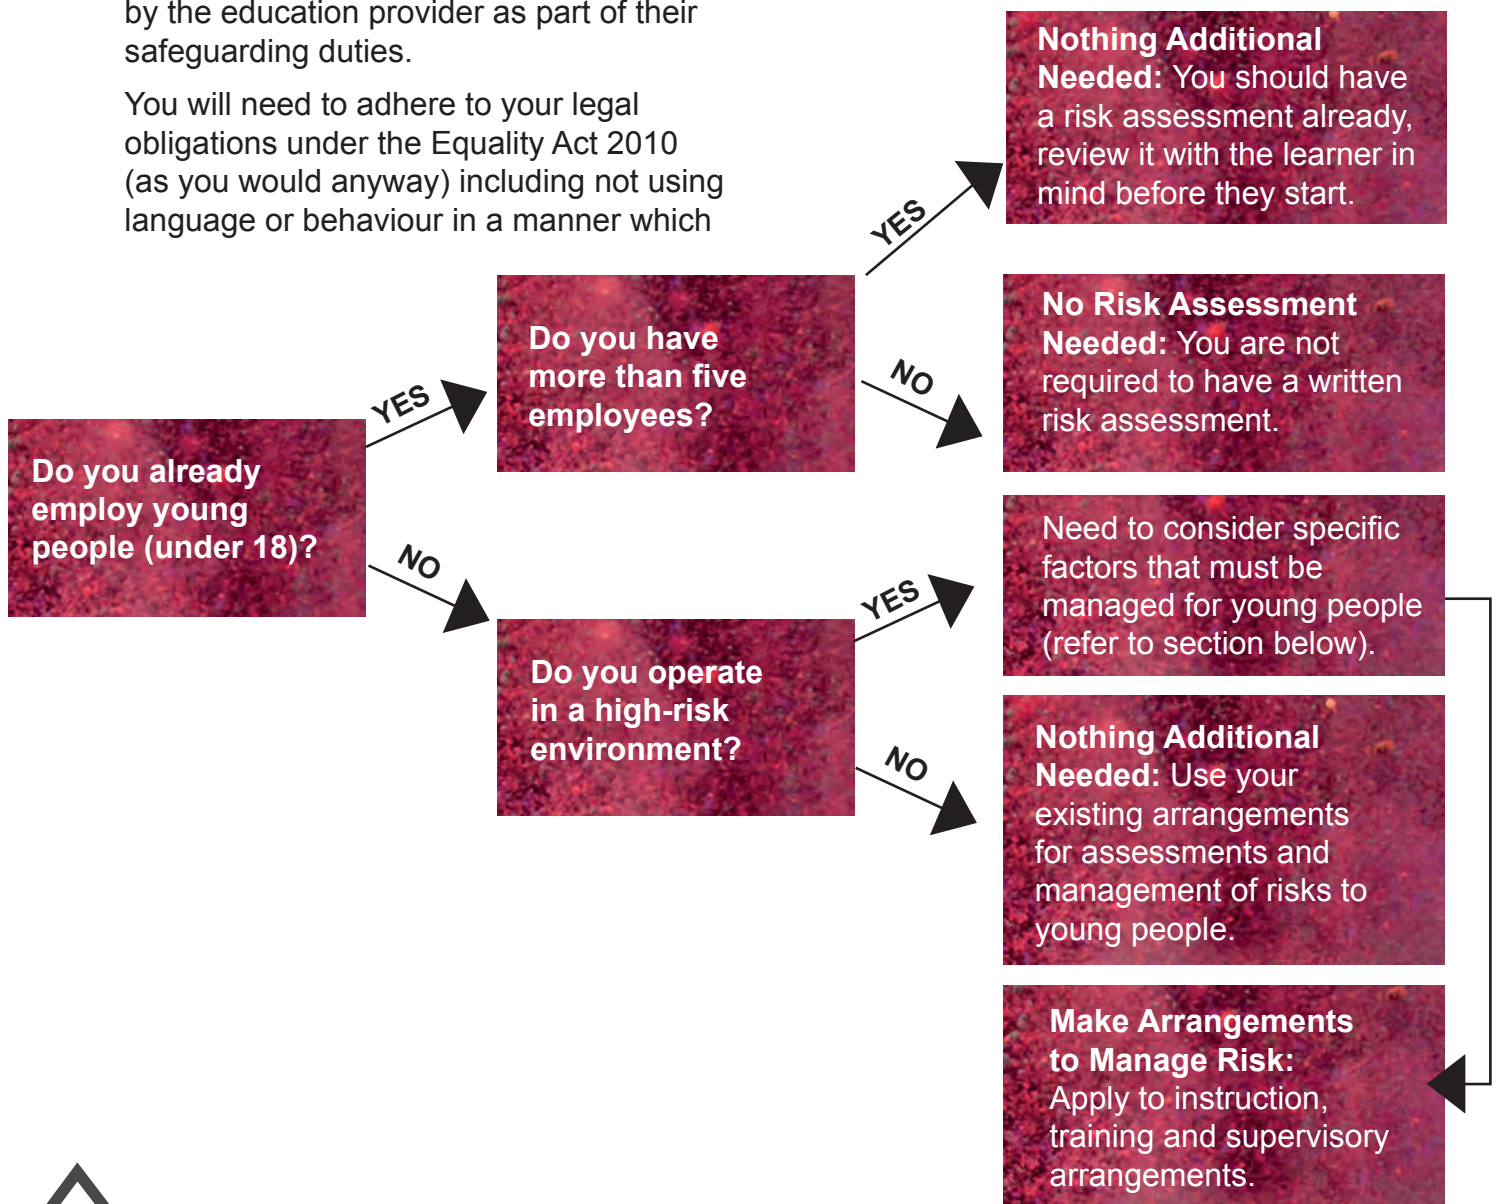 by the education provider as part of their
safeguarding duties.
You will need to adhere to your legal
obligations under the Equality Act 2010
(as you would anyway) including not using
language or behaviour in a manner which
Do you already
employ young
people (under 18)?
YES
NO
Do you have
more than five
employees?
YES
NO
Nothing Additional
Needed: You should have
a risk assessment already,
review it with the learner in
mind before they start.
No Risk Assessment
Needed: You are not
required to have a written
risk assessment.
Do you operate
in a high-risk
environment?
YES
NO
Need to consider specific
factors that must be
managed for young people
(refer to section below).
Nothing Additional
Needed: Use your
existing arrangements
for assessments and
management of risks to
young people.
Make Arrangements
to Manage Risk:
Apply to instruction,
training and supervisory
arrangements.